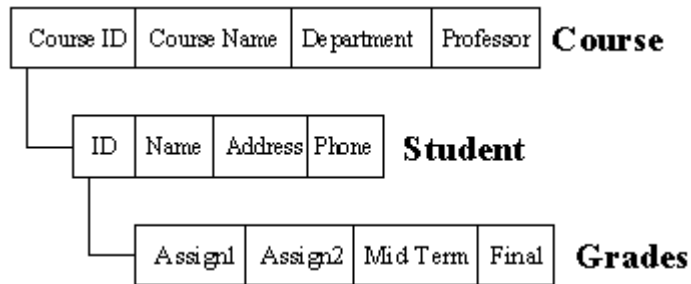 Course ID Course Name Department Professor Course
ID Name Address Phone Student
Assign1 Assign2 Mid Term Final Grades